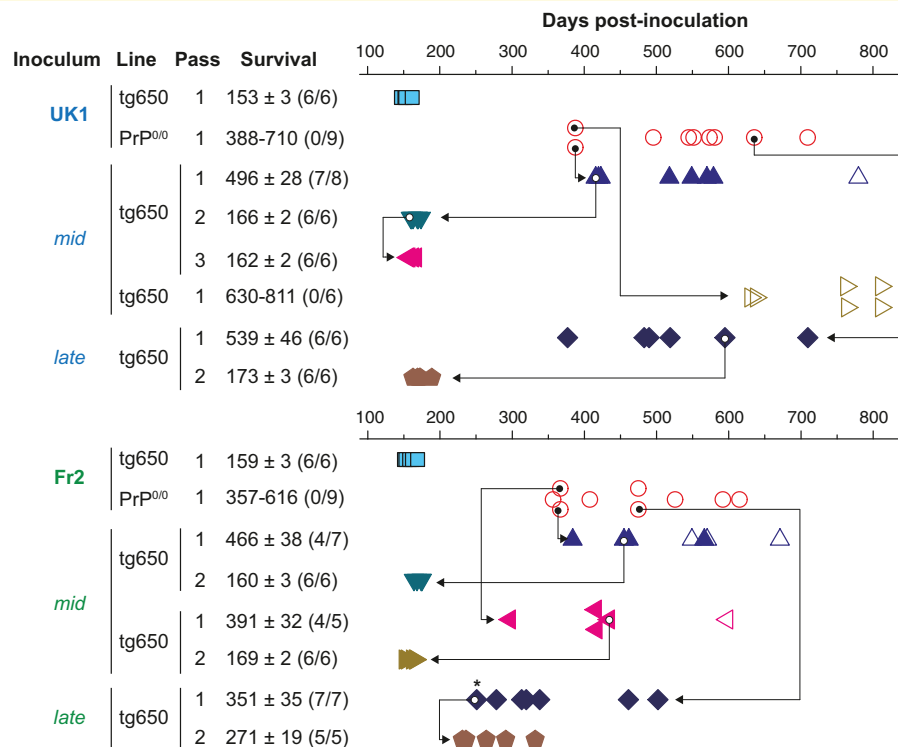 Days post-inoculation
Inoculum Line Pass Survival 100 200 300 400 500 600 700 800
UK1 tg650 1 153 ± 3 (6/6)
PrP0/0 1 388-710 (0/9)
mid tg650 1 496 ± 28 (7/8)
2 166 ± 2 (6/6)
3 162 ± 2 (6/6)
tg650 1 630-811 (0/6)
late tg650 1 539 ± 46 (6/6)
2 173 ± 3 (6/6)
100 200 300 400 500 600 700 800
Fr2 tg650 1 159 ± 3 (6/6)
PrP0/0 1 357-616 (0/9)
mid tg650 1 466 ± 38 (4/7)
2 160 ± 3 (6/6)
tg650 1 391 ± 32 (4/5)
2 169 ± 2 (6/6)
late tg650 1 351 ± 35 (7/7) *
2 271 ± 19 (5/5)